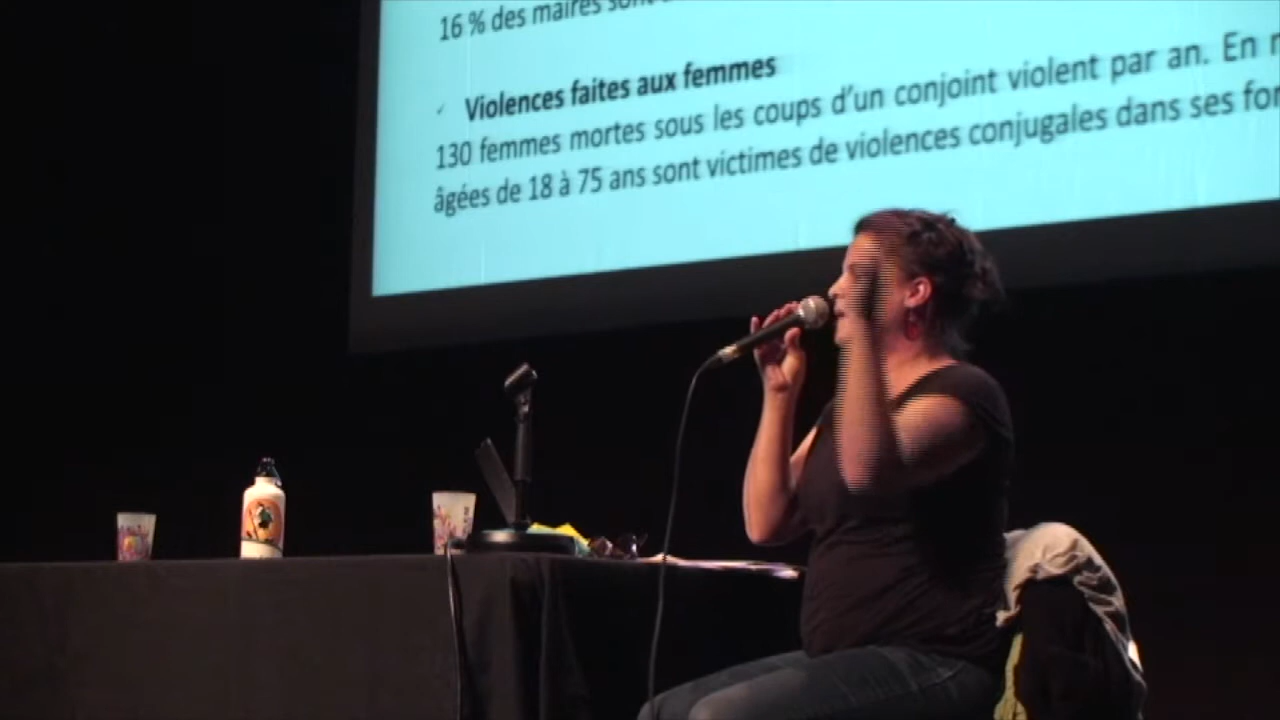 16 % des maires sont
Violences faites aux femmes
130 femmes mortes sous les coups d'un conjoint violent par an. En
âgées de 18 à 75 ans sont victimes de violences conjugales dans ses